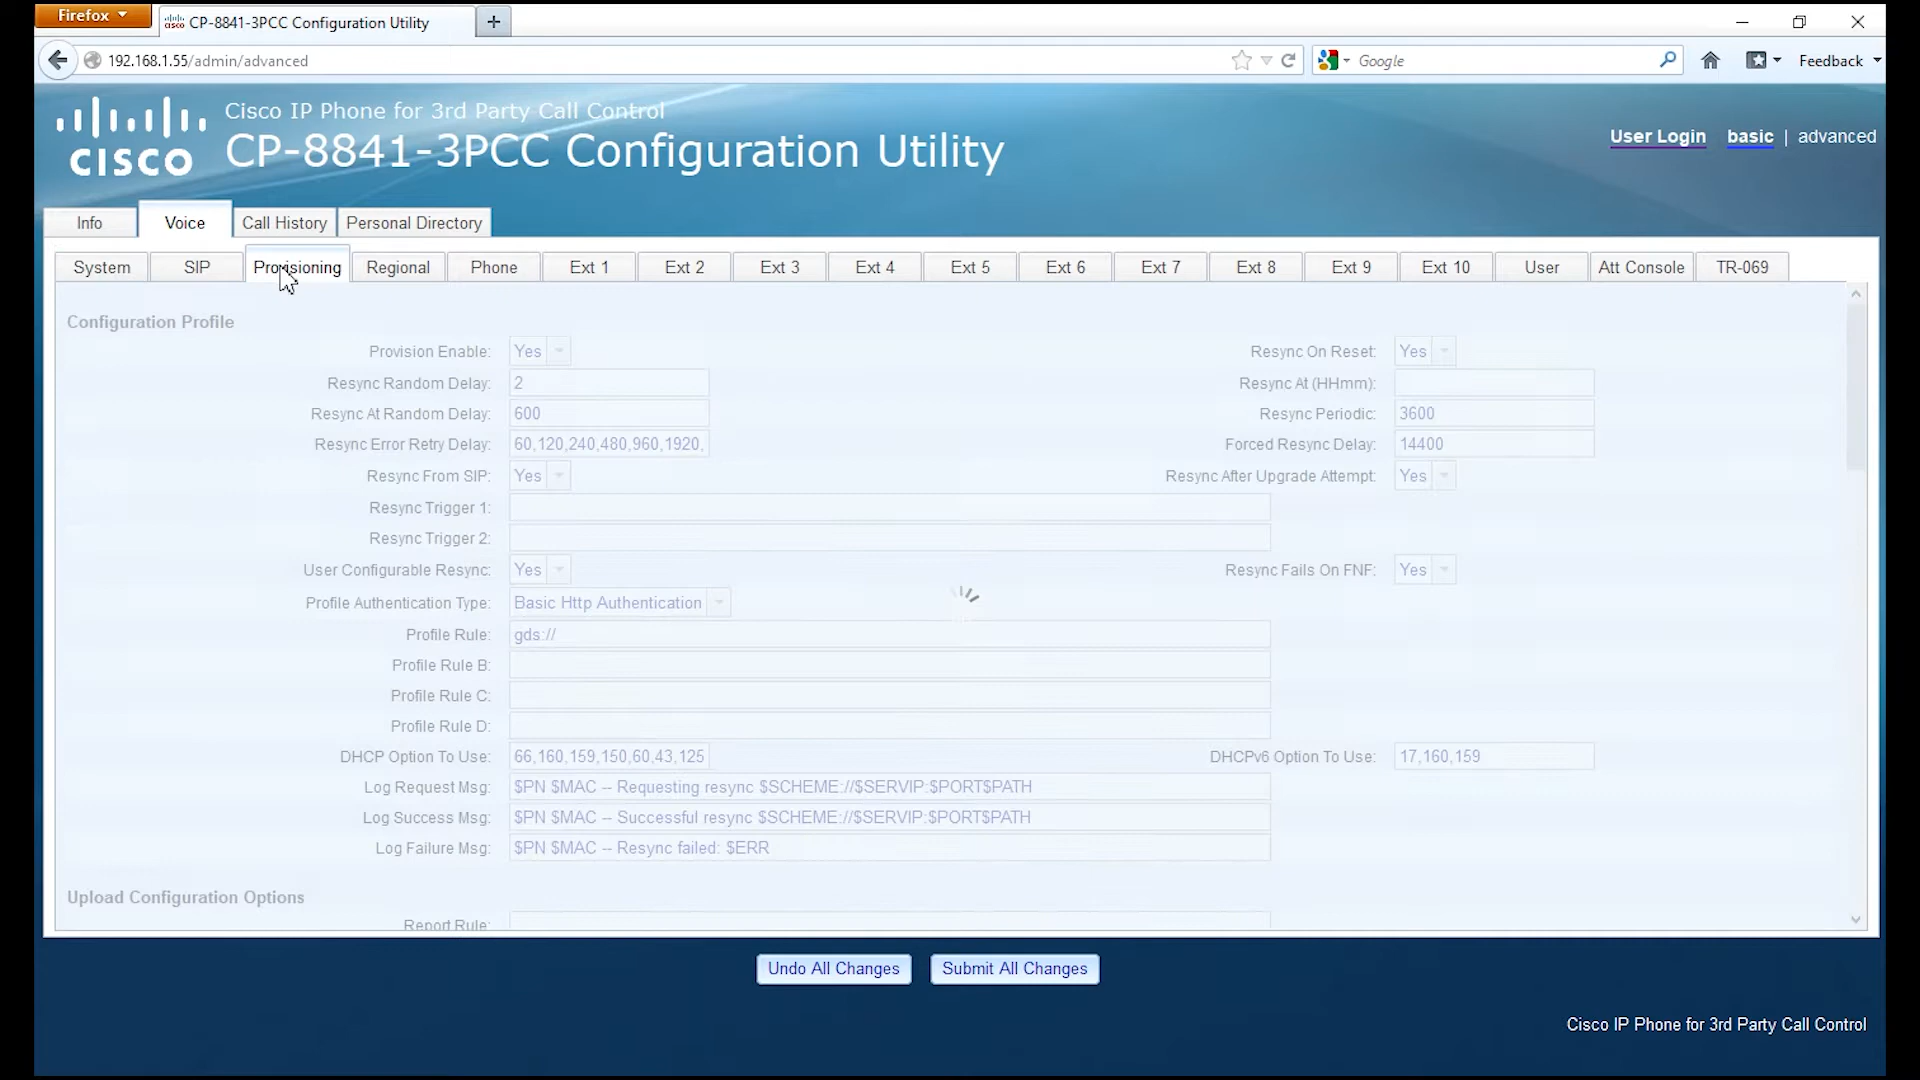 Firefox
CP-8841-3PCC Configuration Utility
+
192.168.1.55/admin/advanced
Google
Feedback
Cisco IP Phone for 3rd Party Call Control
CISCO
CP-8841-3PCC Configuration Utility
User Login basic | advanced
Info Voice Call History Personal Directory
System SIP Provisioning Regional Phone Ext 1 Ext 2 Ext 3 Ext 4 Ext 5 Ext 6 Ext 7 Ext 8 Ext 9 Ext 10 User Att Console TR-069
Configuration Profile
Provision Enable: Yes Resync On Reset: Yes
Resync Random Delay: 2 Resync At (HHmm):
Resync At Random Delay: 600 Resync Periodic: 3600
Resync Error Retry Delay: 60,120,240,480,960,1920, Forced Resync Delay: 14400
Resync From SIP: Yes Resync After Upgrade Attempt: Yes
Resync Trigger 1:
Resync Trigger 2:
User Configurable Resync: Yes Resync Fails On FNF: Yes
Profile Authentication Type: Basic Http Authentication
Profile Rule: gds://
Profile Rule B:
Profile Rule C:
Profile Rule D:
DHCP Option To Use: 66,160,159,150,60,43,125 DHCPv6 Option To Use: 17,160,159
Log Request Msg: $PN $MAC -- Requesting resync $SCHEME://$SERVIP:$PORT$PATH
Log Success Msg: $PN $MAC -- Successful resync $SCHEME://$SERVIP:$PORT$PATH
Log Failure Msg: $PN $MAC -- Resync failed: $ERR
Upload Configuration Options
Report Rule:
Undo All Changes Submit All Changes
Cisco IP Phone for 3rd Party Call Control